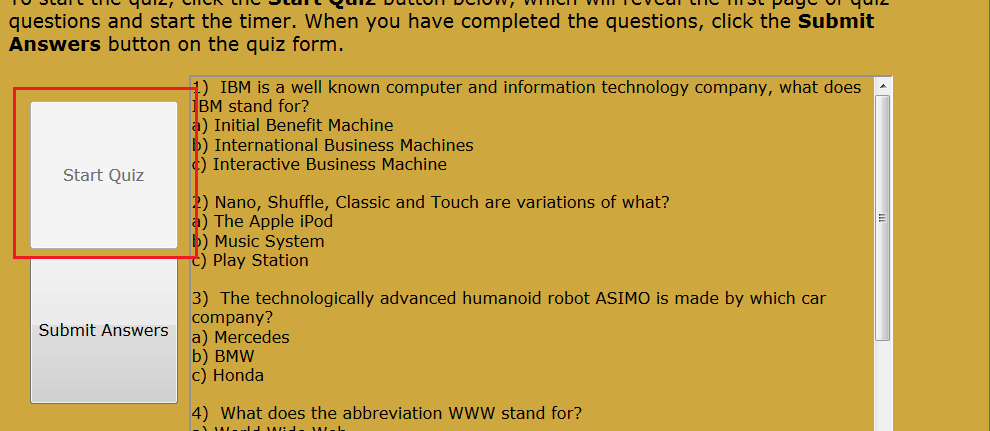 To start the quiz, click the Start Quiz button below, which will reveal the first page of quiz
questions and start the timer. When you have completed the questions, click the Submit
Answers button on the quiz form.
Start Quiz
Submit Answers
1)  IBM is a well known computer and information technology company, what does
IBM stand for?
a) Initial Benefit Machine
b) International Business Machines
c) Interactive Business Machine
2) Nano, Shuffle, Classic and Touch are variations of what?
a) The Apple iPod
b) Music System
c) Play Station
3)  The technologically advanced humanoid robot ASIMO is made by which car
company?
a) Mercedes
b) BMW
c) Honda
4)  What does the abbreviation WWW stand for?
a) World Wide Web